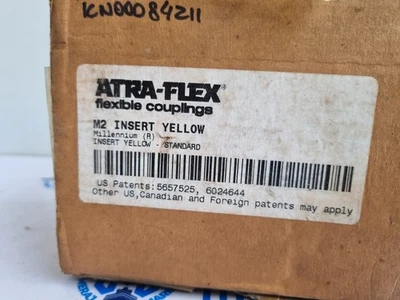 KN00084211
ATRA-FLEX®
flexible couplings
M2 INSERT YELLOW
Millennium (R)
INSERT YELLOW - STANDARD
US Patents:5657525, 6024644
Other US,Canadian and Foreign patents may apply